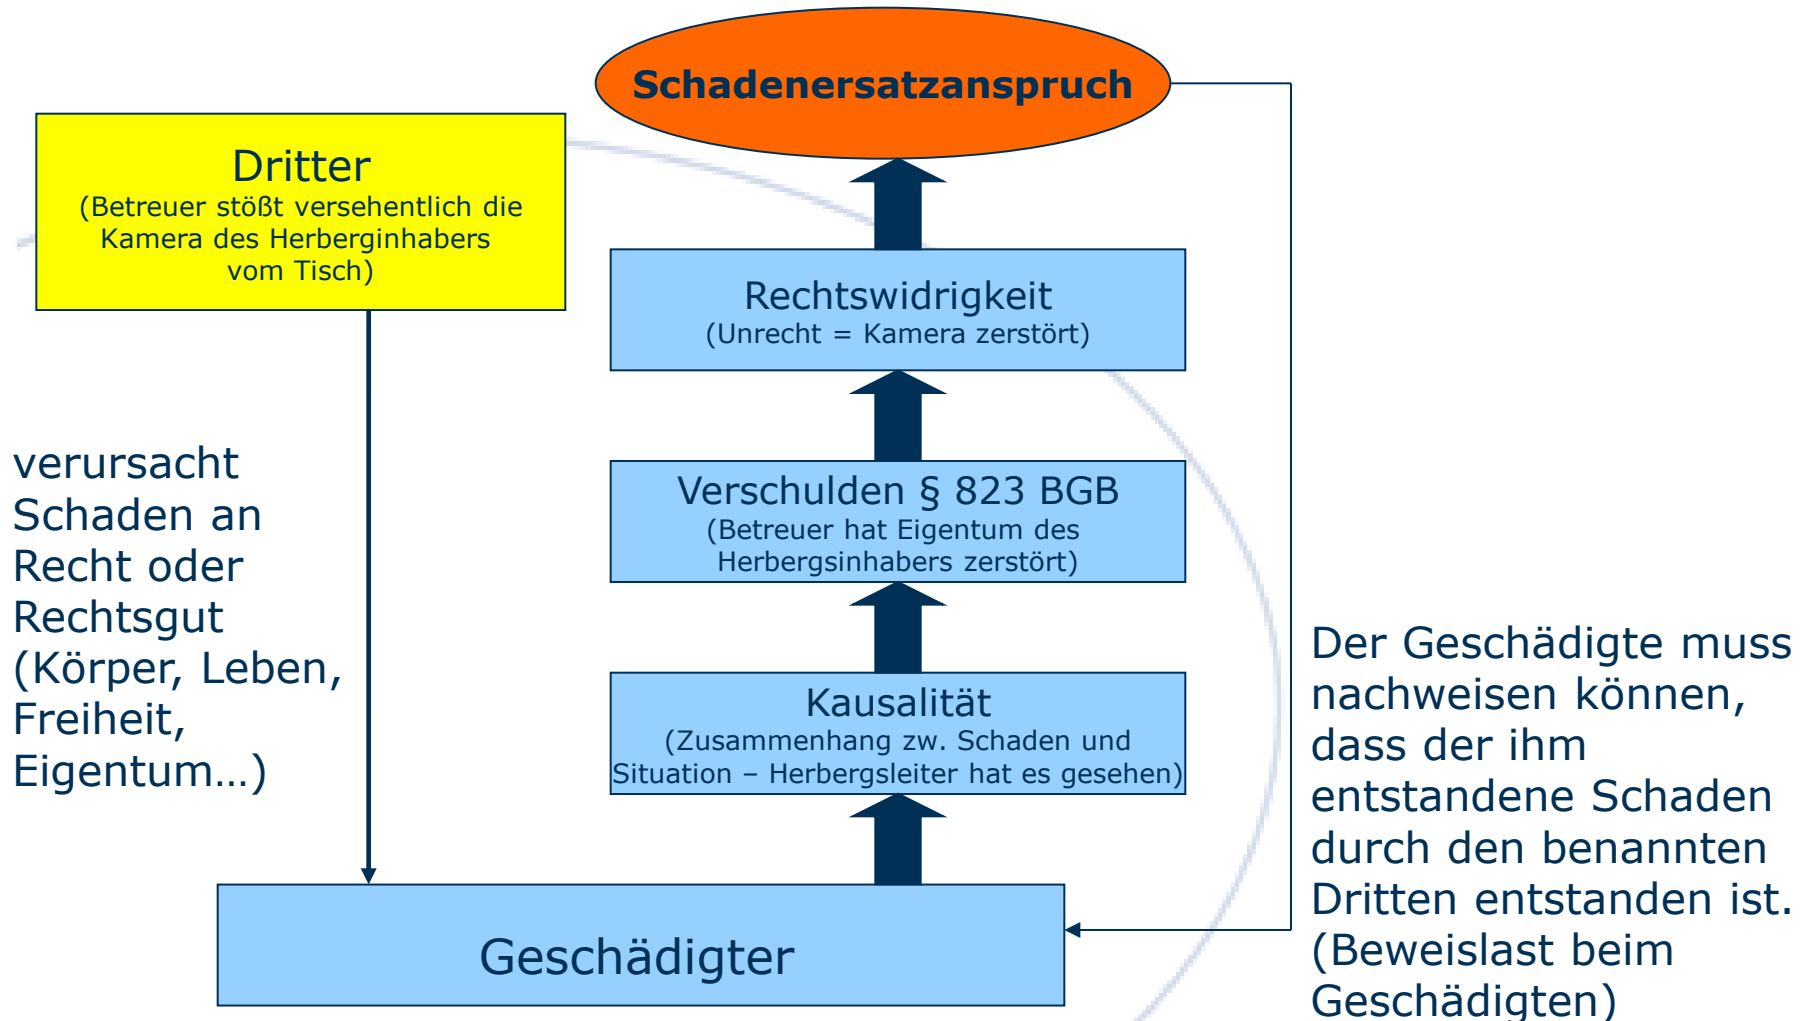 Schadenersatzanspruch
Dritter
(Betreuer stößt versehentlich die
Kamera des Herberginhabers
vom Tisch)
Rechtswidrigkeit
(Unrecht = Kamera zerstört)
verursacht
Schaden an
Recht oder
Rechtsgut
(Körper, Leben,
Freiheit,
Eigentum…)
Verschulden § 823 BGB
(Betreuer hat Eigentum des
Herbergsinhabers zerstört)
Kausalität
(Zusammenhang zw. Schaden und
Situation – Herbergsleiter hat es gesehen)
Der Geschädigte muss
nachweisen können,
dass der ihm
entstandene Schaden
durch den benannten
Dritten entstanden ist.
(Beweislast beim
Geschädigten)
Geschädigter